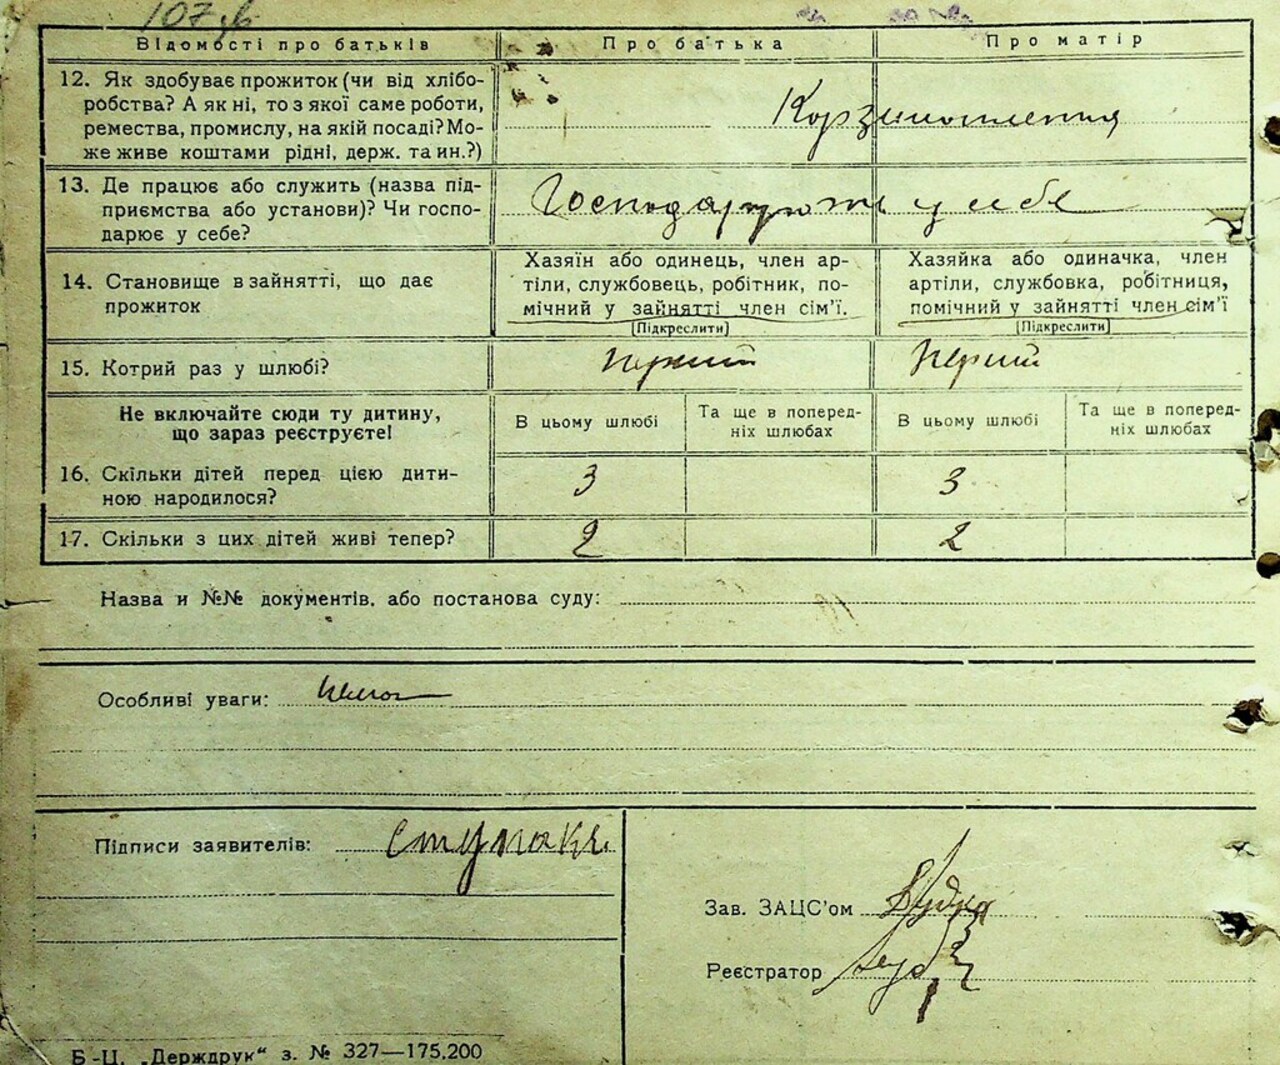 107 зв
Відомості про батьків
Про батька
Про матір
12. Як здобуває прожиток (чи від хлібо-
робства? А як ні, то з якої саме роботи,
ремества, промислу, на якій посаді? Мо-
же живе коштами рідні, держ. та ин.?)
Корзиноплетення
13. Де працює або служить (назва під-
приємства або установи)? Чи госпо-
дарює у себе?
Господарюють у себе
14. Становище в зайнятті, що дає
прожиток
Хазяїн або одинець, член ар-
тіли, службовець, робітник, по-
мічний у зайнятті член сім'ї.
[Підкреслити]
Хазяйка або одиначка, член
артіли, службовка, робітниця,
помічний у зайнятті член сім'ї
[Підкреслити]
15. Котрий раз у шлюбі?
перший
перший
Не включайте сюди ту дитину,
що зараз реєструєте!
В цьому шлюбі
Та ще в поперед-
ніх шлюбах
В цьому шлюбі
Та ще в поперед-
ніх шлюбах
16. Скільки дітей перед цією дити-
ною народилося?
3
3
17. Скільки з цих дітей живі тепер?
2
2
Назва и №№ документів. або постанова суду:
Особливі уваги:
Підписи заявителів:
Зав. ЗАЦС'ом
Реєстратор
Б-Ц. „Держдрук“ з. № 327—175.200